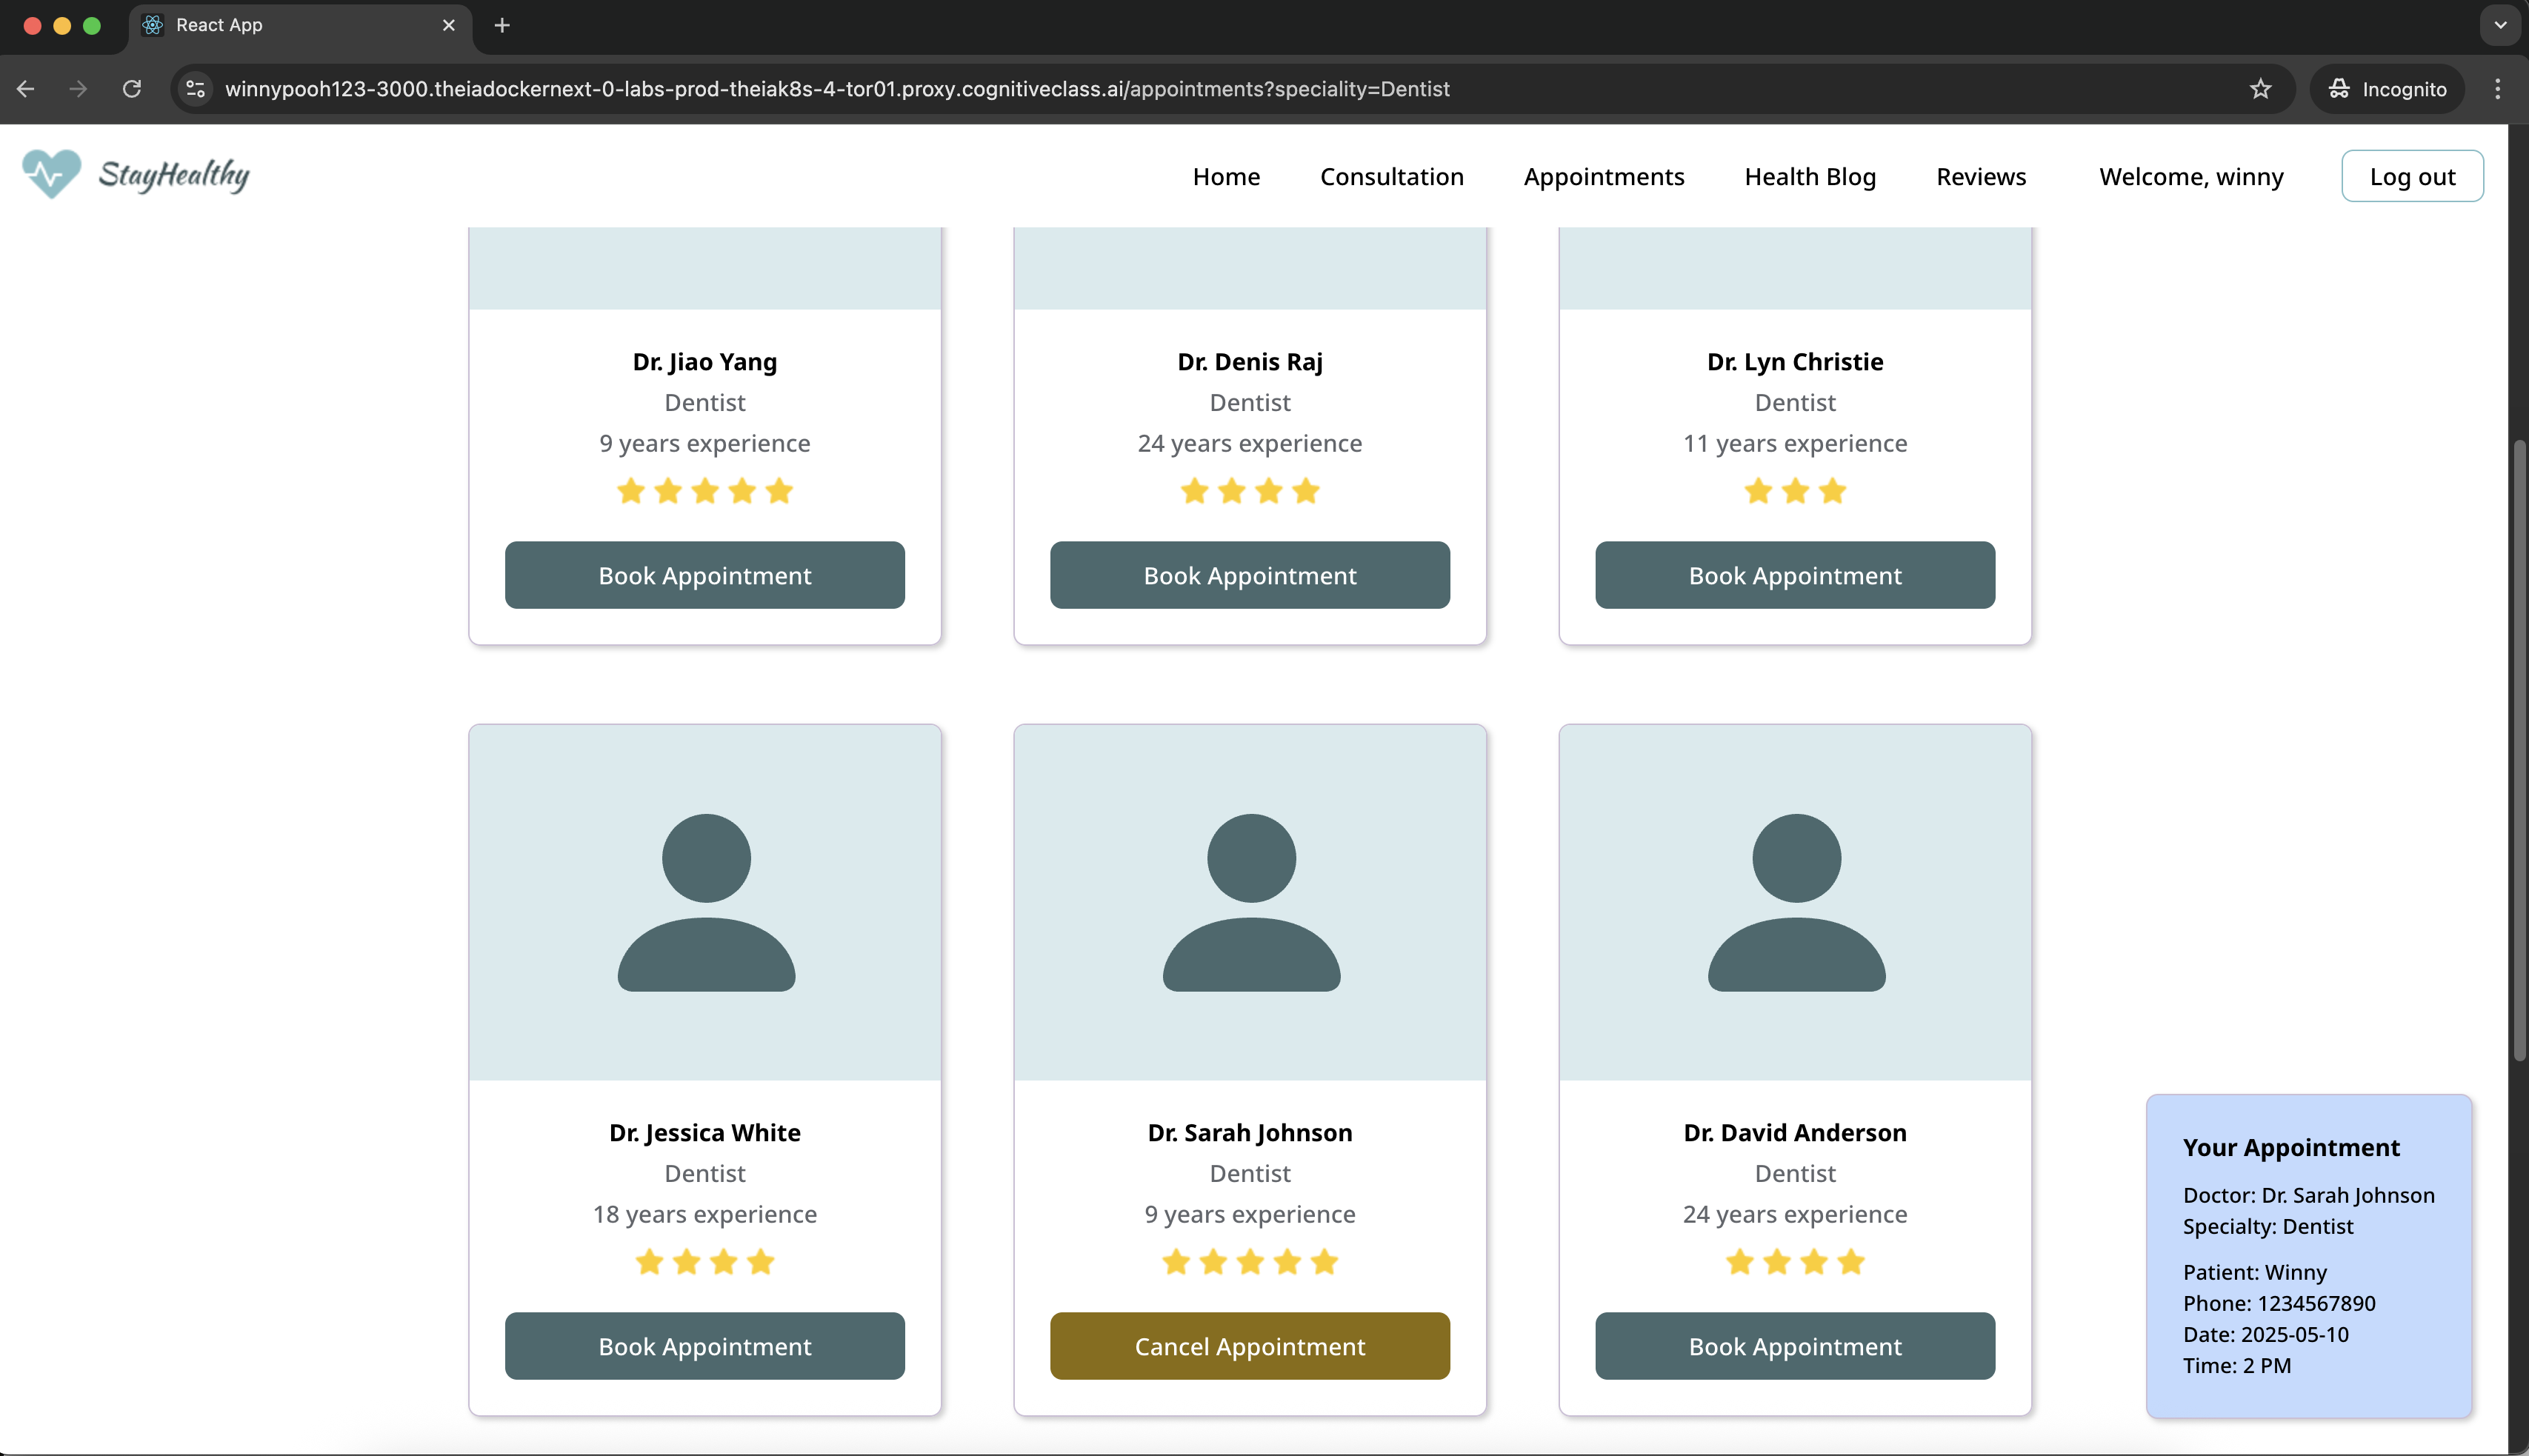 React App
winnypooh123-3000.theiadockernext-0-labs-prod-theiak8s-4-tor01.proxy.cognitiveclass.ai/appointments?speciality=Dentist
Incognito
StayHealthy
Home
Consultation
Appointments
Health Blog
Reviews
Welcome, winny
Log out
Dr. Jiao Yang
Dentist
9 years experience
Book Appointment
Dr. Denis Raj
Dentist
24 years experience
Book Appointment
Dr. Lyn Christie
Dentist
11 years experience
Book Appointment
Dr. Jessica White
Dentist
18 years experience
Book Appointment
Dr. Sarah Johnson
Dentist
9 years experience
Cancel Appointment
Dr. David Anderson
Dentist
24 years experience
Book Appointment
Your Appointment
Doctor: Dr. Sarah Johnson
Specialty: Dentist
Patient: Winny
Phone: 1234567890
Date: 2025-05-10
Time: 2 PM